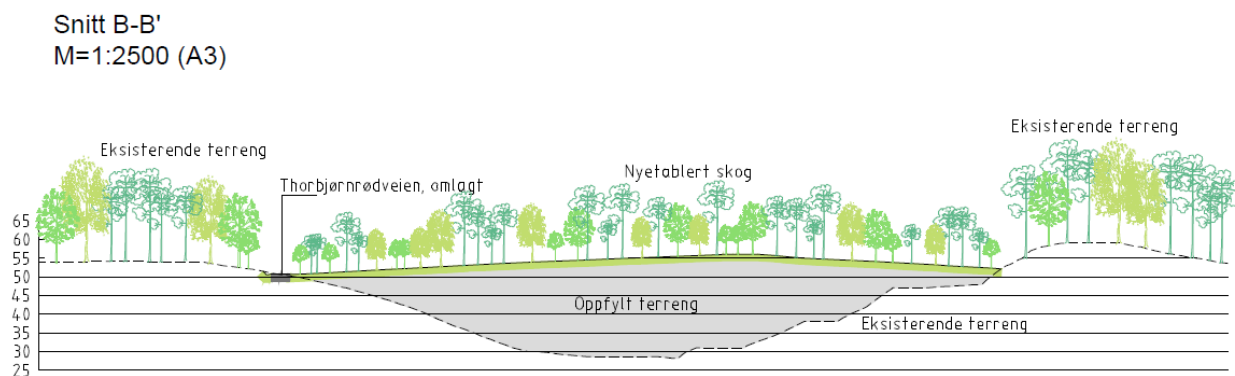 Snitt B-B'
M=1:2500 (A3)
Eksisterende terreng
Eksisterende terreng
Nyetablert skog
Thorbjørnrødveien, omlagt
65
60
55
50
45
40
35
30
25
Oppfylt terreng
Eksisterende terreng